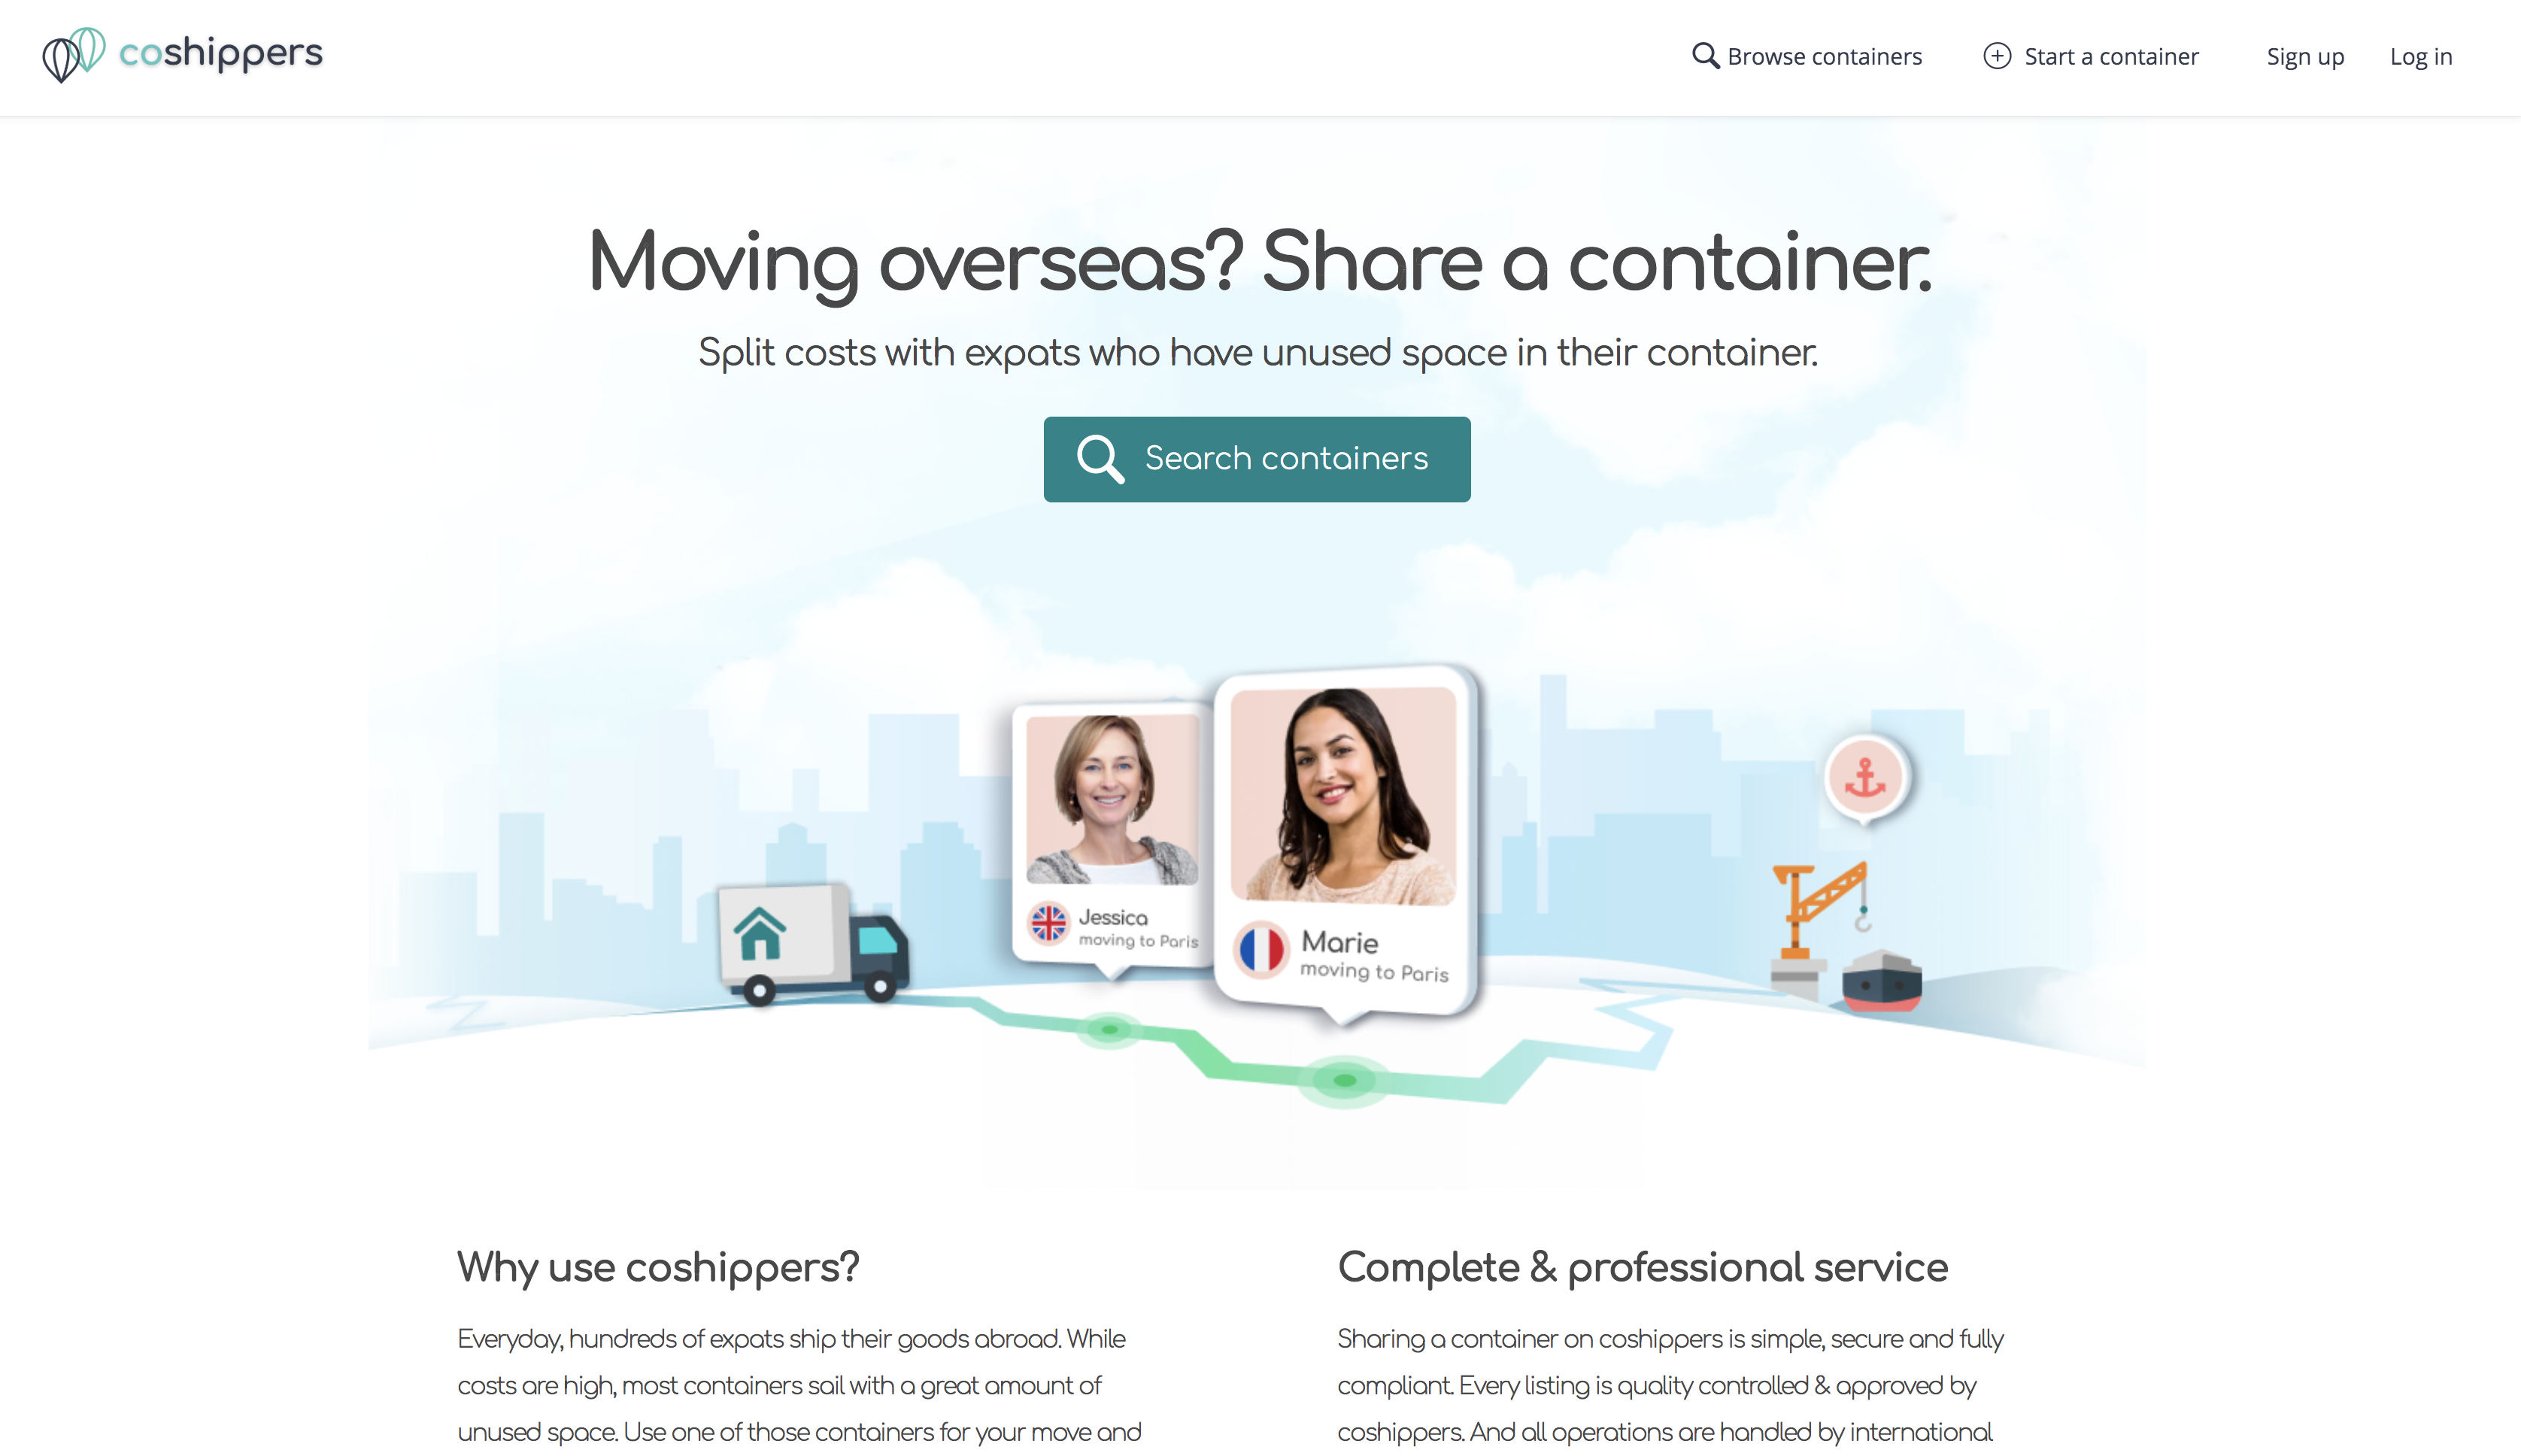 coshippers
Browse containers
Start a container
Sign up
Log in
Moving overseas? Share a container.
Split costs with expats who have unused space in their container.
Search containers
Jessica
moving to Paris
Marie
moving to Paris
Why use coshippers?
Everyday, hundreds of expats ship their goods abroad. While
costs are high, most containers sail with a great amount of
unused space. Use one of those containers for your move and
Complete & professional service
Sharing a container on coshippers is simple, secure and fully
compliant. Every listing is quality controlled & approved by
coshippers. And all operations are handled by international